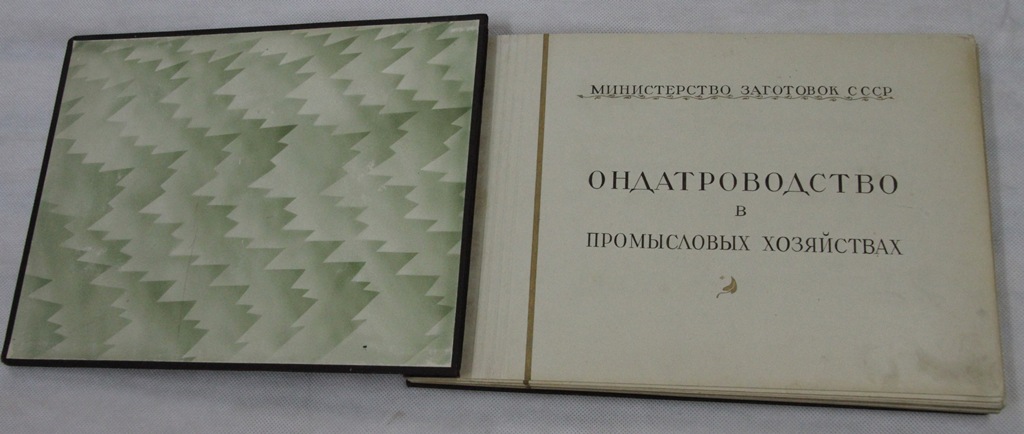 МИНИСТЕРСТВО ЗАГОТОВОК СССР
ОНДАТРОВОДСТВО
В
ПРОМЫСЛОВЫХ ХОЗЯЙСТВАХ